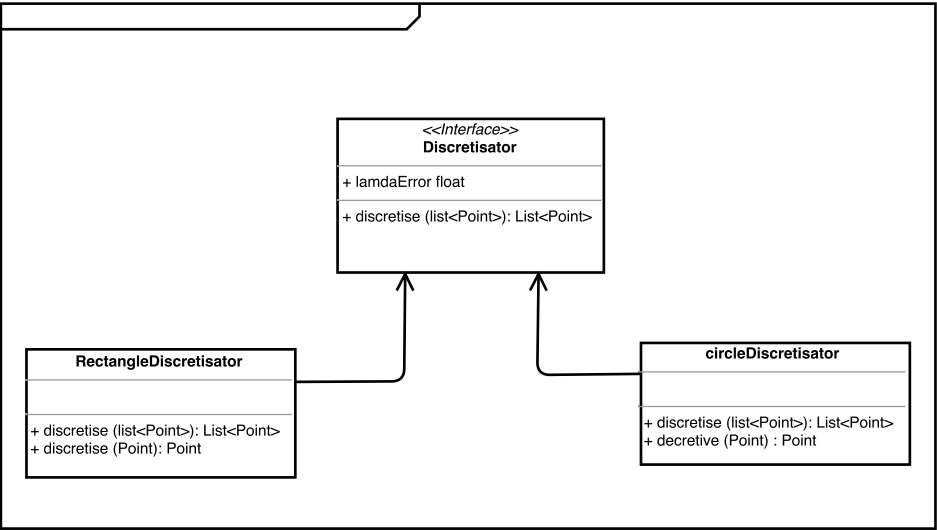 <<Interface>>
Discretisator
+ lamdaError float
+ discretise (list<Point>): List<Point>
RectangleDiscretisator
+ discretise (list<Point>): List<Point>
+ discretise (Point): Point
circleDiscretisator
+ discretise (list<Point>): List<Point>
+ decretive (Point) : Point